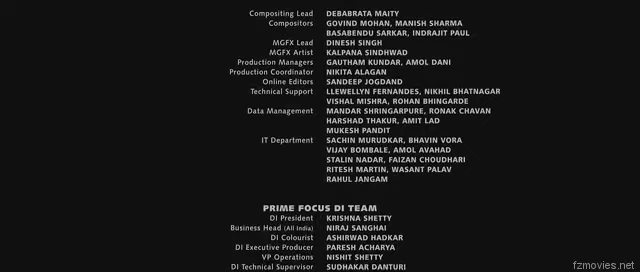 Compositing Lead DEBABRATA MAITY
Compositors GOVIND MOHAN, MANISH SHARMA
BASABENDU SARKAR, INDRAJIT PAUL
MGFX Lead DINESH SINGH
MGFX Artist KALPANA SINDHWAD
Production Managers GAUTHAM KUNDAR, AMOL DANI
Production Coordinator NIKITA ALAGAN
Online Editors SANDEEP JOGDAND
Technical Support LLEWELLYN FERNANDES, NIKHIL BHATNAGAR
VISHAL MISHRA, ROHAN BHINGARDE
Data Management MANDAR SHRINGARPURE, RONAK CHAVAN
HARSHAD THAKUR, AMIT LAD
MUKESH PANDIT
IT Department SACHIN MURUDKAR, BHAVIN VORA
VIJAY BOMBALE, AMOL AVAHAD
STALIN NADAR, FAIZAN CHOUDHARI
RITESH MARTIN, WASANT PALAV
RAHUL JANGAM
PRIME FOCUS DI TEAM
DI President KRISHNA SHETTY
Business Head (All India) NIRAJ SANGHAI
DI Colourist ASHIRWAD HADKAR
DI Executive Producer PARESH ACHARYA
VP Operations NISHIT SHETTY
DI Technical Supervisor SUDHAKAR DANTURI
fzmovies.net